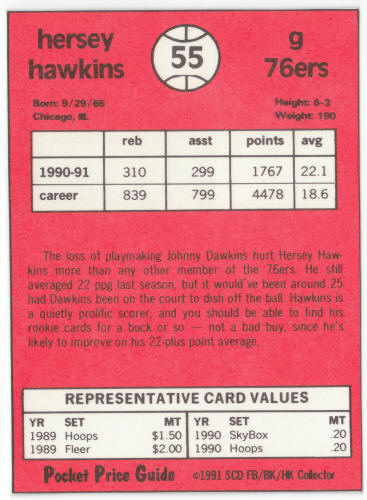 hersey 55 g
hawkins 76ers
Born: 9/29/66 Height: 6-3
Chicago, IL Weight: 190
reb asst points avg
1990-91 310 299 1767 22.1
career 839 799 4478 18.6
The loss of playmaking Johnny Dawkins hurt Hersey Haw-
kins more than any other member of the 76ers. He still
averaged 22 ppg last season, but it would've been around 25
had Dawkins been on the court to dish off the ball. Hawkins is
a quietly prolific scorer, and you should be able to find his
rookie cards for a buck or so — not a bad buy, since he's
likely to improve on his 22-plus point average.
REPRESENTATIVE CARD VALUES
YR SET MT YR SET MT
1989 Hoops $1.50 1990 SkyBox .20
1989 Fleer $2.00 1990 Hoops .20
Pocket Price Guide ©1991 SCD FB/BK/HK Collector